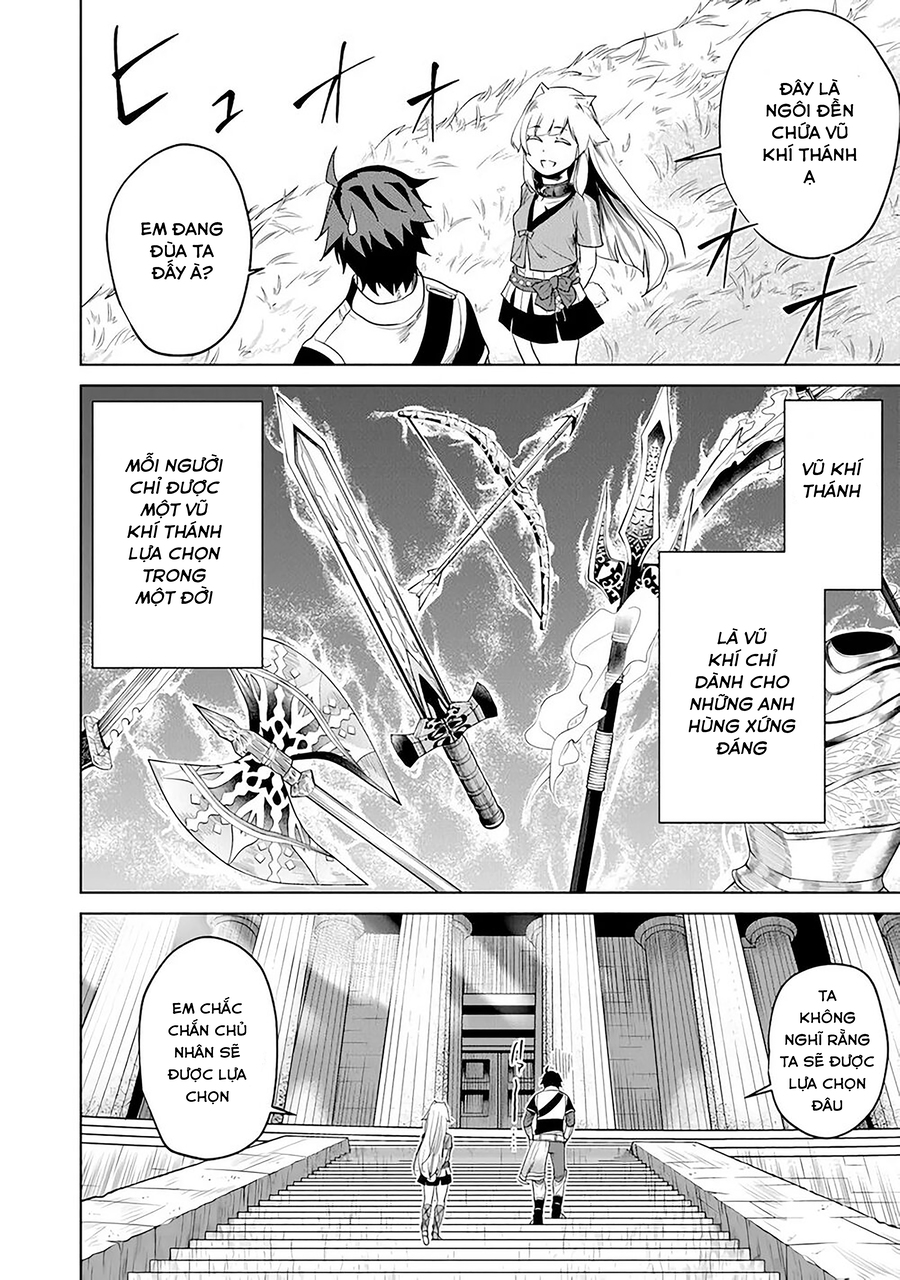 ヒュオオ
ĐÂY LÀ
NGÔI ĐỀN
CHỨA VŨ
KHÍ THÁNH
Ạ
EM ĐANG
ĐÙA TA
ĐẤY À?
VŨ KHÍ
THÁNH
LÀ VŨ
KHÍ CHỈ
DÀNH CHO
NHỮNG ANH
HÙNG XỨNG
ĐÁNG
MỖI NGƯỜI
CHỈ ĐƯỢC
MỘT VŨ
KHÍ THÁNH
LỰA CHỌN
TRONG
MỘT ĐỜI
TA
KHÔNG
NGHĨ RẰNG
TA SẼ ĐƯỢC
LỰA CHỌN
ĐÂU
EM CHẮC
CHẮN CHỦ
NHÂN SẼ
ĐƯỢC LỰA
CHỌN